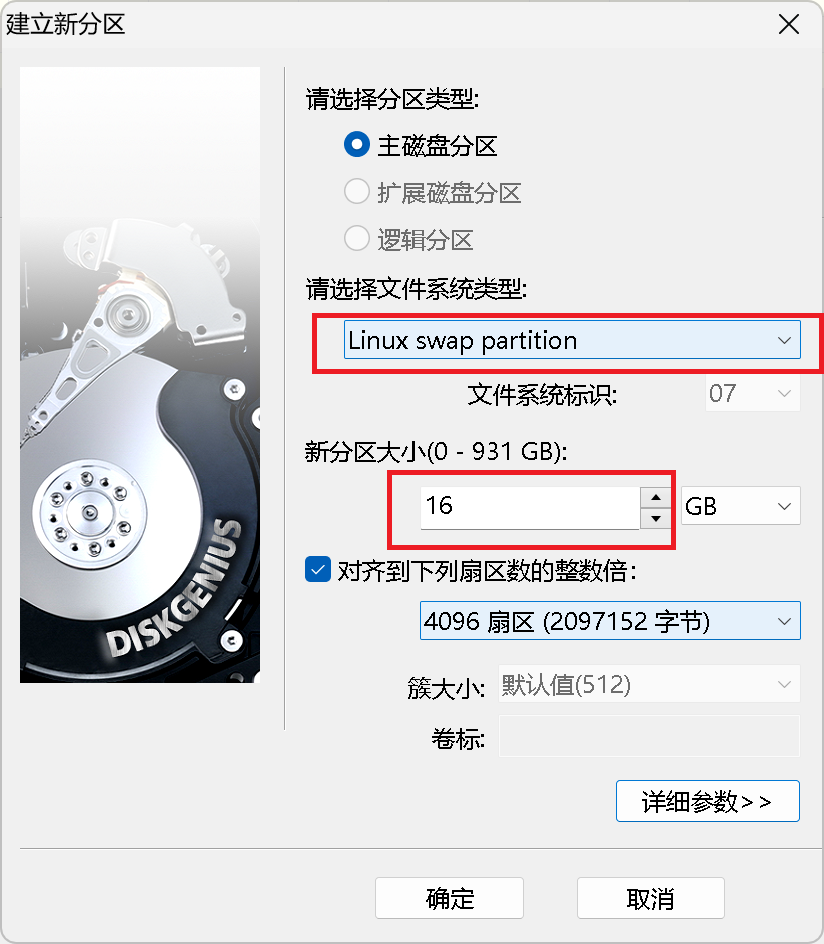 建立新分区
请选择分区类型:
主磁盘分区
扩展磁盘分区
逻辑分区
请选择文件系统类型:
Linux swap partition
文件系统标识: 07
新分区大小(0 - 931 GB):
16 GB
对齐到下列扇区数的整数倍:
4096 扇区 (2097152 字节)
簇大小: 默认值(512)
卷标:
详细参数>>
确定 取消
DISKGENIUS